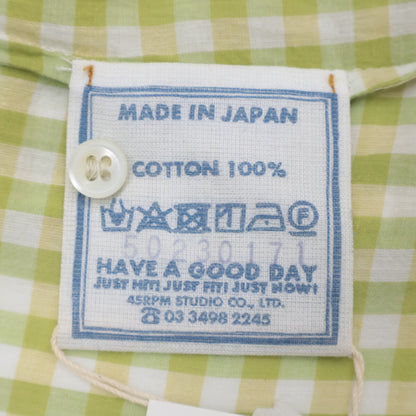 MADE IN JAPAN
COTTON 100%
50230171
HAVE A GOOD DAY
JUST HIT! JUST FIT! JUST NOW!
45RPM STUDIO CO., LTD.
☎ 03 3498 2245